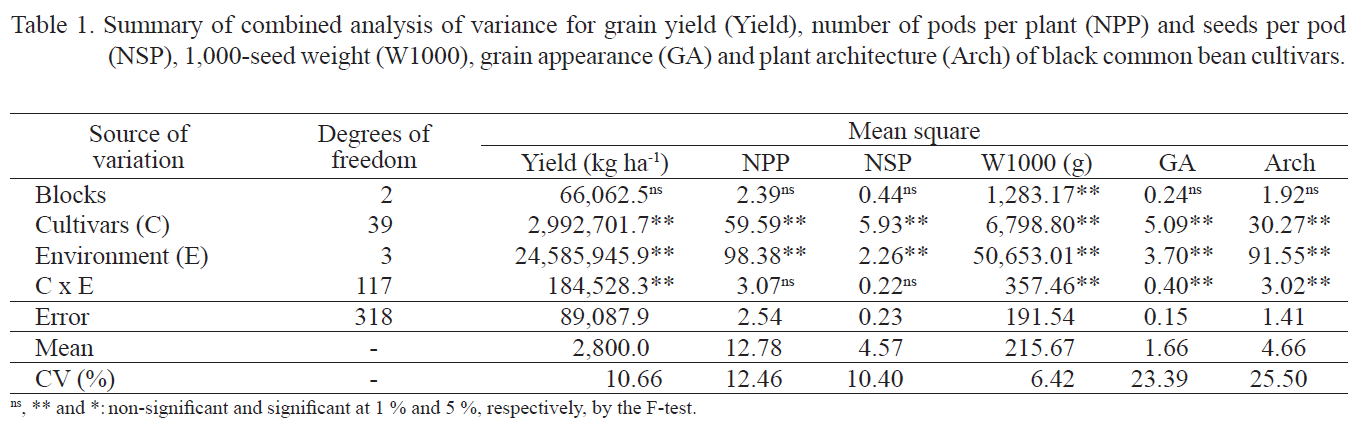 Table 1. Summary of combined analysis of variance for grain yield (Yield), number of pods per plant (NPP) and seeds per pod
(NSP), 1,000-seed weight (W1000), grain appearance (GA) and plant architecture (Arch) of black common bean cultivars.
Source of variation Degrees of freedom Mean square
Yield (kg ha⁻¹) NPP NSP W1000 (g) GA Arch
Blocks 2 66,062.5ⁿˢ 2.39ⁿˢ 0.44ⁿˢ 1,283.17** 0.24ⁿˢ 1.92ⁿˢ
Cultivars (C) 39 2,992,701.7** 59.59** 5.93** 6,798.80** 5.09** 30.27**
Environment (E) 3 24,585,945.9** 98.38** 2.26** 50,653.01** 3.70** 91.55**
C x E 117 184,528.3** 3.07ⁿˢ 0.22ⁿˢ 357.46** 0.40** 3.02**
Error 318 89,087.9 2.54 0.23 191.54 0.15 1.41
Mean - 2,800.0 12.78 4.57 215.67 1.66 4.66
CV (%) - 10.66 12.46 10.40 6.42 23.39 25.50
ⁿˢ, ** and *: non-significant and significant at 1 % and 5 %, respectively, by the F-test.